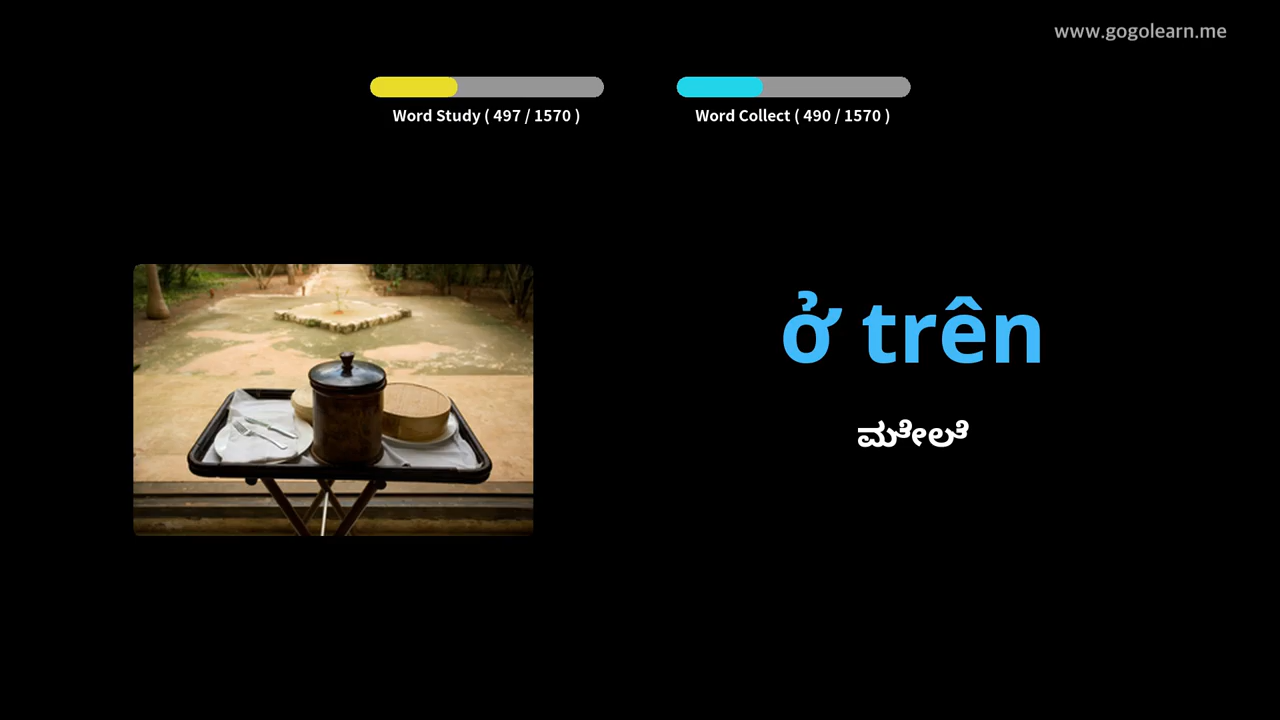 www.gogolearn.me
Word Study ( 497 / 1570 )
Word Collect ( 490 / 1570 )
ở trên
ಮೇಲೆ